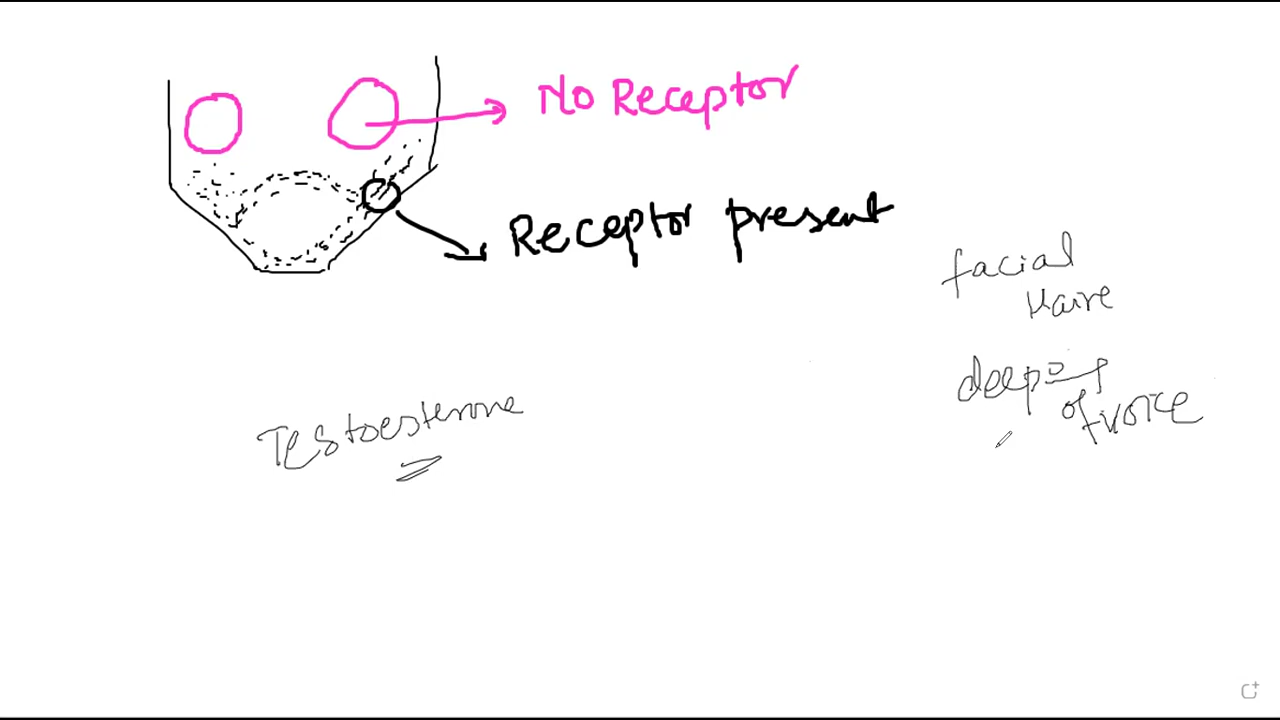 No Receptor
Receptor present
facial
Haire
deep
of voice
Testoesterone